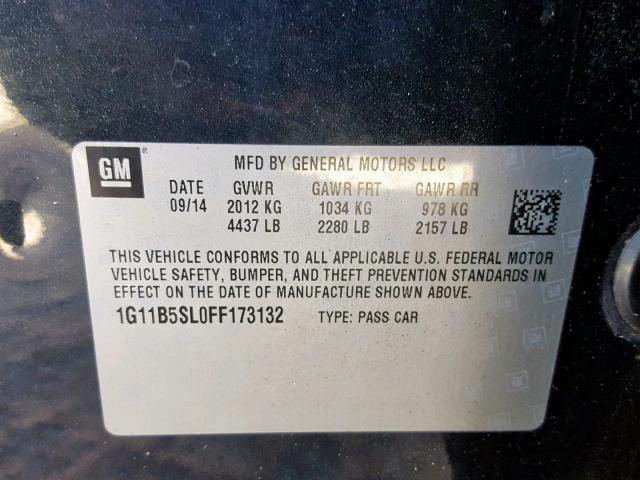 GM ® MFD BY GENERAL MOTORS LLC
DATE GVWR GAWR FRT GAWR RR
09/14 2012 KG 1034 KG 978 KG
4437 LB 2280 LB 2157 LB
THIS VEHICLE CONFORMS TO ALL APPLICABLE U.S. FEDERAL MOTOR
VEHICLE SAFETY, BUMPER, AND THEFT PREVENTION STANDARDS IN
EFFECT ON THE DATE OF MANUFACTURE SHOWN ABOVE.
1G11B5SL0FF173132 TYPE: PASS CAR